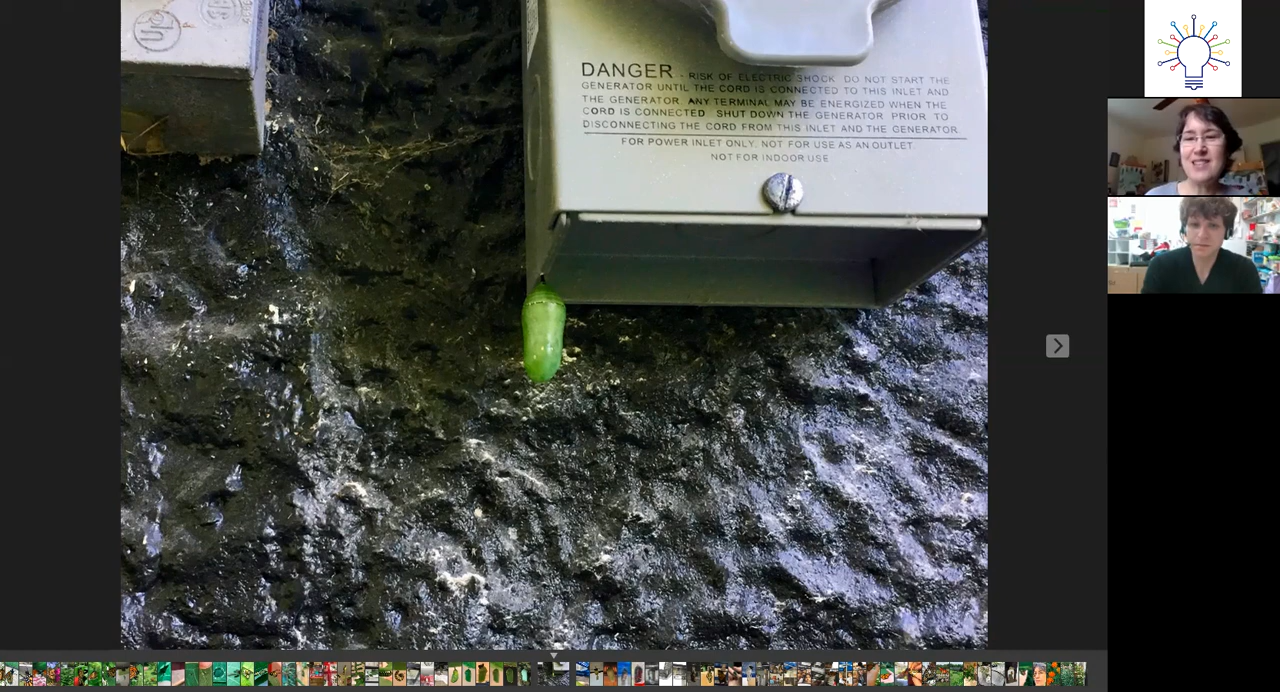 DANGER - RISK OF ELECTRIC SHOCK DO NOT START THE
GENERATOR UNTIL THE CORD IS CONNECTED TO THIS INLET AND
THE GENERATOR. ANY TERMINAL MAY BE ENERGIZED WHEN THE
CORD IS CONNECTED SHUT DOWN THE GENERATOR PRIOR TO
DISCONNECTING THE CORD FROM THIS INLET AND THE GENERATOR.
FOR POWER INLET ONLY. NOT FOR USE AS AN OUTLET.
NOT FOR INDOOR USE